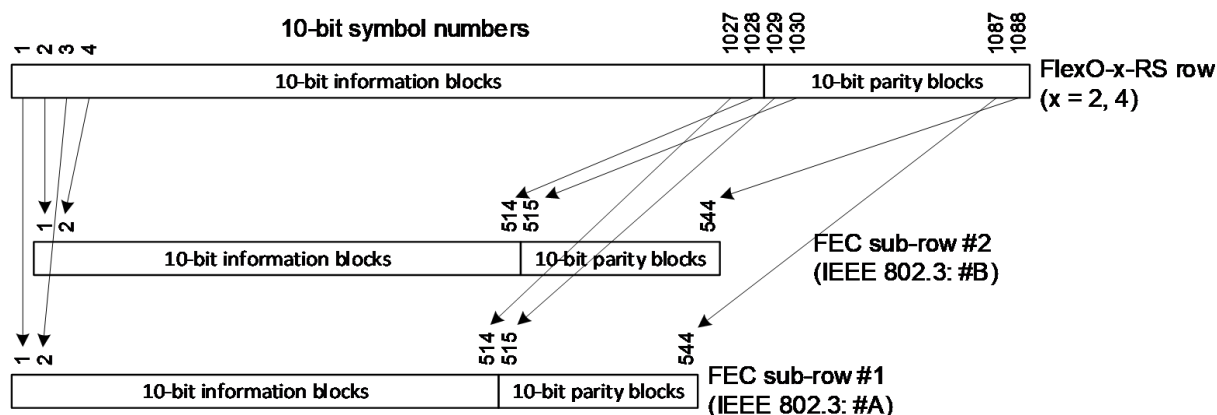 10-bit symbol numbers
1
2
3
4
1027
1028
1029
1030
1087
1088
10-bit information blocks
10-bit parity blocks
FlexO-x-RS row
(x = 2, 4)
1
2
514
515
544
10-bit information blocks
10-bit parity blocks
FEC sub-row #2
(IEEE 802.3: #B)
1
2
514
515
544
10-bit information blocks
10-bit parity blocks
FEC sub-row #1
(IEEE 802.3: #A)